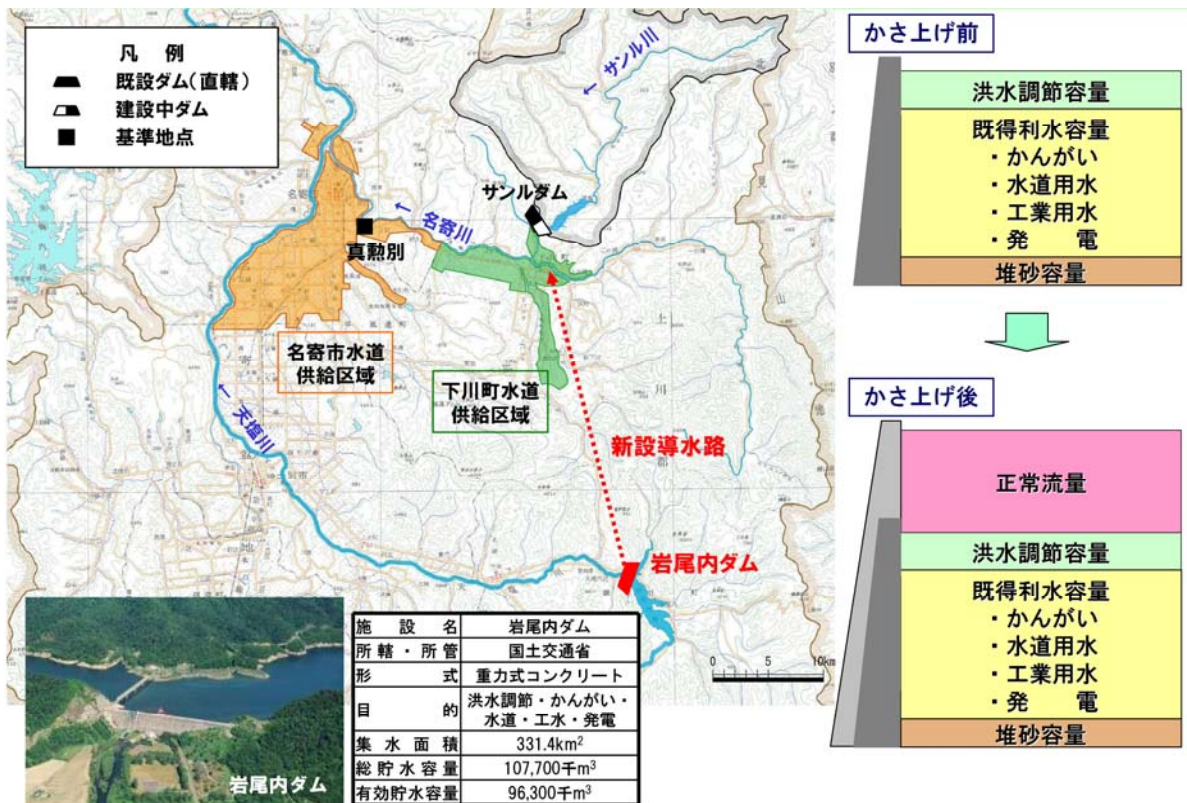 凡 例
既設ダム(直轄)
建設中ダム
基準地点
サンル川
サンルダム
名寄川
真勲別
名寄市水道
供給区域
下川町水道
供給区域
天塩川
新設導水路
岩尾内ダム
0 5 10km
岩尾内ダム
施設名 岩尾内ダム
所轄・所管 国土交通省
形式 重力式コンクリート
目的 洪水調節・かんがい・
水道・工水・発電
集水面積 331.4km²
総貯水容量 107,700千m³
有効貯水容量 96,300千m³
かさ上げ前
洪水調節容量
既得利水容量
・かんがい
・水道用水
・工業用水
・発 電
堆砂容量
かさ上げ後
正常流量
洪水調節容量
既得利水容量
・かんがい
・水道用水
・工業用水
・発 電
堆砂容量